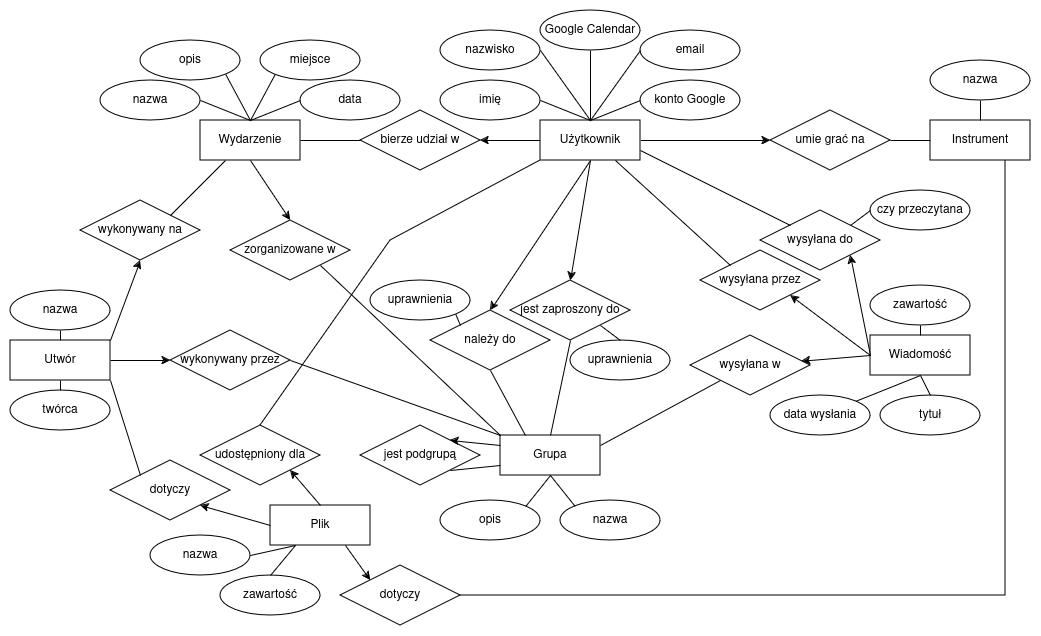 Google Calendar
nazwisko
email
opis
miejsce
nazwa
nazwa
data
imię
konto Google
Wydarzenie
bierze udział w
Użytkownik
umie grać na
Instrument
czy przeczytana
wykonywany na
wysyłana do
zorganizowane w
wysyłana przez
uprawnienia
nazwa
jest zaproszony do
zawartość
należy do
Utwór
wykonywany przez
uprawnienia
wysyłana w
Wiadomość
twórca
data wysłania
tytuł
udostępniony dla
jest podgrupą
Grupa
dotyczy
opis
nazwa
Plik
nazwa
zawartość
dotyczy